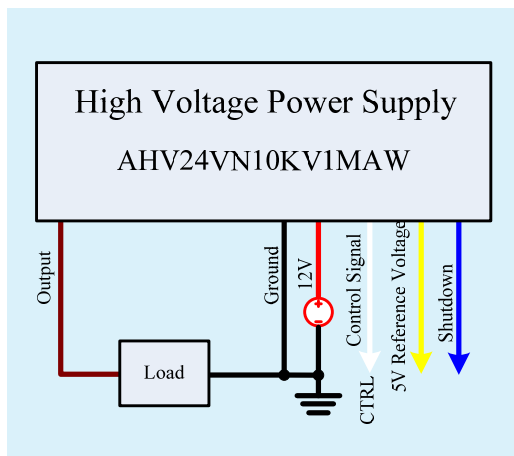 High Voltage Power Supply
AHV24VN10KV1MAW
Output
Ground
12V
Control Signal
5V Reference Voltage
Shutdown
Load
CTRL